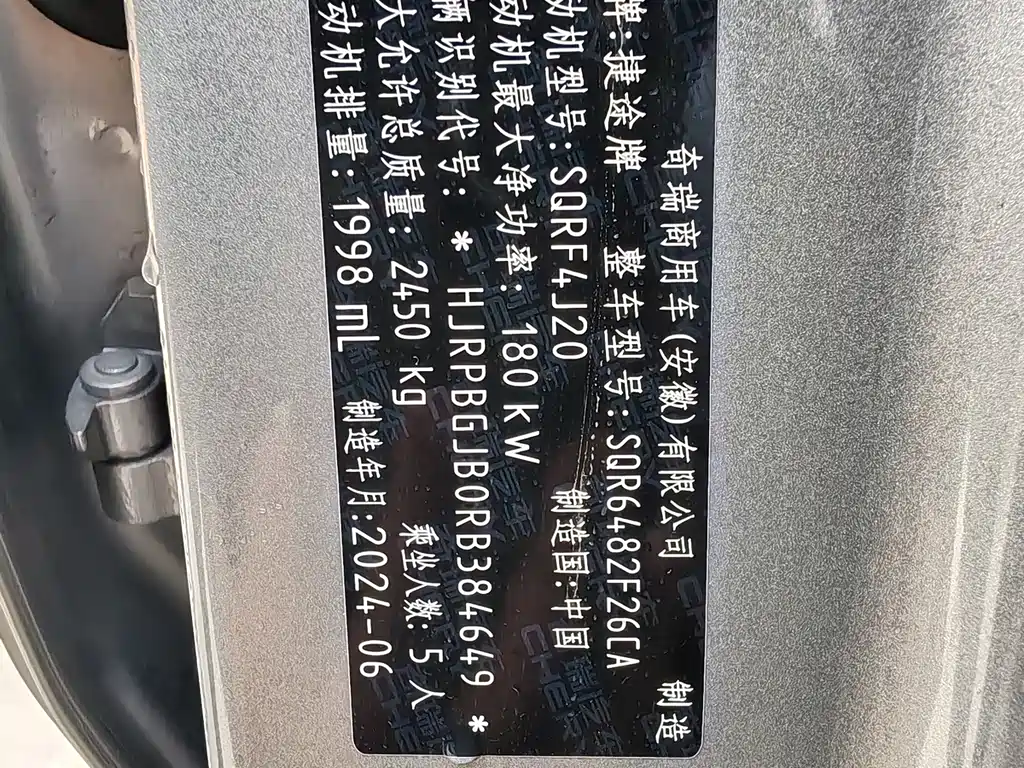 奇瑞商用车(安徽)有限公司 制造
牌:捷途牌 整车型号:SQR6482F26CA
动机型号:SQRF4J20 制造国:中国
动机最大净功率:180kW
辆识别代号: *HJRPBGJB0RB384649*
大允许总质量: 2450 kg 乘坐人数: 5 人
动机排量:1998 mL 制造年月:2024-06